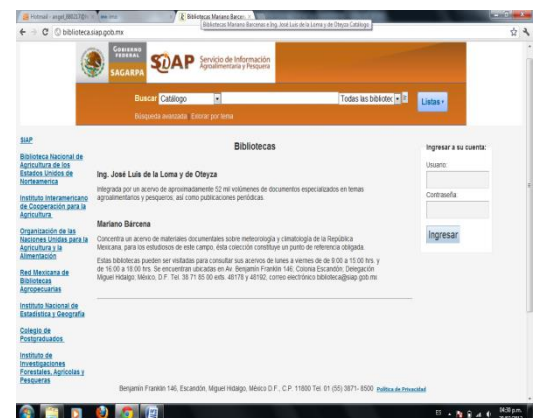 Bibliotecas Mariano Barcen
Bibliotecas Mariano Barcenas e Ing. José Luis de la Loma y de Oteyza Catálogo
biblioteca.siap.gob.mx
GOBIERNO
FEDERAL
SAGARPA
SIAP Servicio de Información
Agroalimentaria y Pesquera
Buscar Catálogo Todas las bibliotec
Listas
Búsqueda avanzada Entrar por tema
SIAP
Biblioteca Nacional de
Agricultura de los
Estados Unidos de
Norteamerica
Instituto Interamericano
de Cooperación para la
Agricultura
Organización de las
Naciones Unidas para la
Agricultura y la
Alimentación
Red Mexicana de
Bibliotecas
Agropecuarias
Instituto Nacional de
Estadística y Geografía
Colegio de
Postgraduados
Instituto de
Investigaciones
Forestales, Agrícolas y
Pesqueras
Bibliotecas
Ing. José Luis de la Loma y de Oteyza
Integrada por un acervo de aproximadamente 52 mil volúmenes de documentos especializados en temas
agroalimentarios y pesqueros, así como publicaciones periódicas.
Mariano Bárcena
Concentra un acervo de materiales documentales sobre meteorología y climatología de la República
Mexicana, para los estudiosos de este campo, ésta colección constituye un punto de referencia obligada.
Estas bibliotecas pueden ser visitadas para consultar sus acervos de lunes a viernes de de 9:00 a 15:00 hrs. y
de 16:00 a 18:00 hrs. Se encuentran ubicadas en Av. Benjamín Franklin 146; Colonia Escandón, Delegación
Miguel Hidalgo, México, D.F. Tel. 38 71 85 00 exts. 48178 y 48192; correo electrónico biblioteca@siap.gob.mx.
Ingresar a su cuenta:
Usuario:
Contraseña:
Ingresar
Benjamín Franklin 146, Escandón, Miguel Hidalgo, México D.F., C.P. 11800 Tel. 01 (55) 3871- 8500 Política de Privacidad
ES